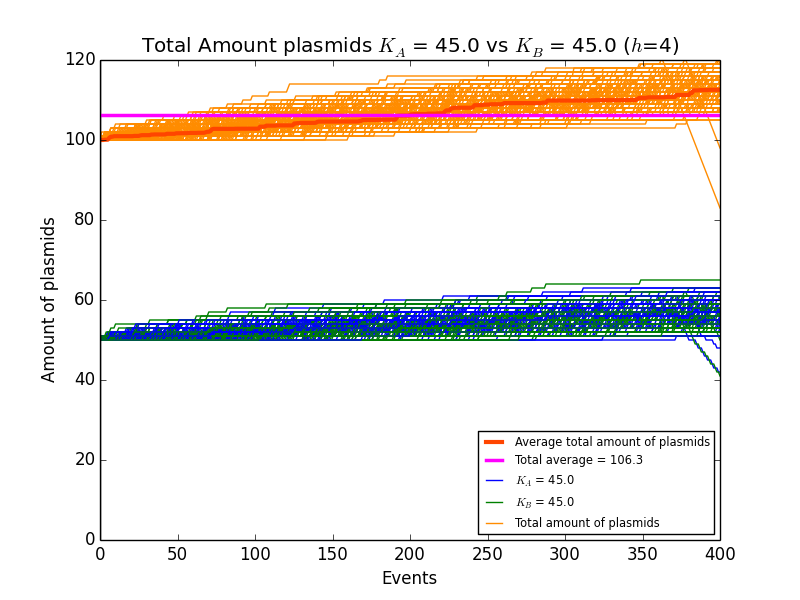 Total Amount plasmids K_A = 45.0 vs K_B = 45.0 (h=4)
120
100
80
60
40
20
0
Amount of plasmids
Average total amount of plasmids
Total average = 106.3
K_A = 45.0
K_B = 45.0
Total amount of plasmids
0 50 100 150 200 250 300 350 400
Events